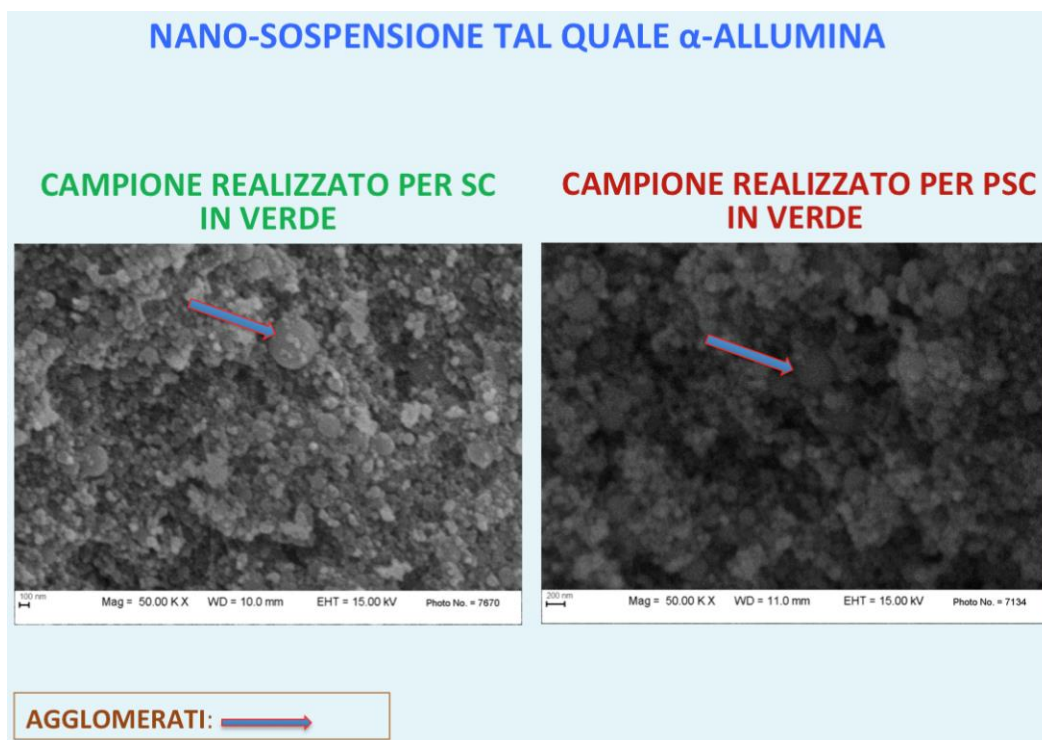 NANO-SOSPENSIONE TAL QUALE α-ALLUMINA
CAMPIONE REALIZZATO PER SC
IN VERDE
CAMPIONE REALIZZATO PER PSC
IN VERDE
100 nm Mag = 50.00 K X WD = 10.0 mm EHT = 15.00 kV Photo No. = 7670
200 nm Mag = 50.00 K X WD = 11.0 mm EHT = 15.00 kV Photo No. = 7134
AGGLOMERATI: